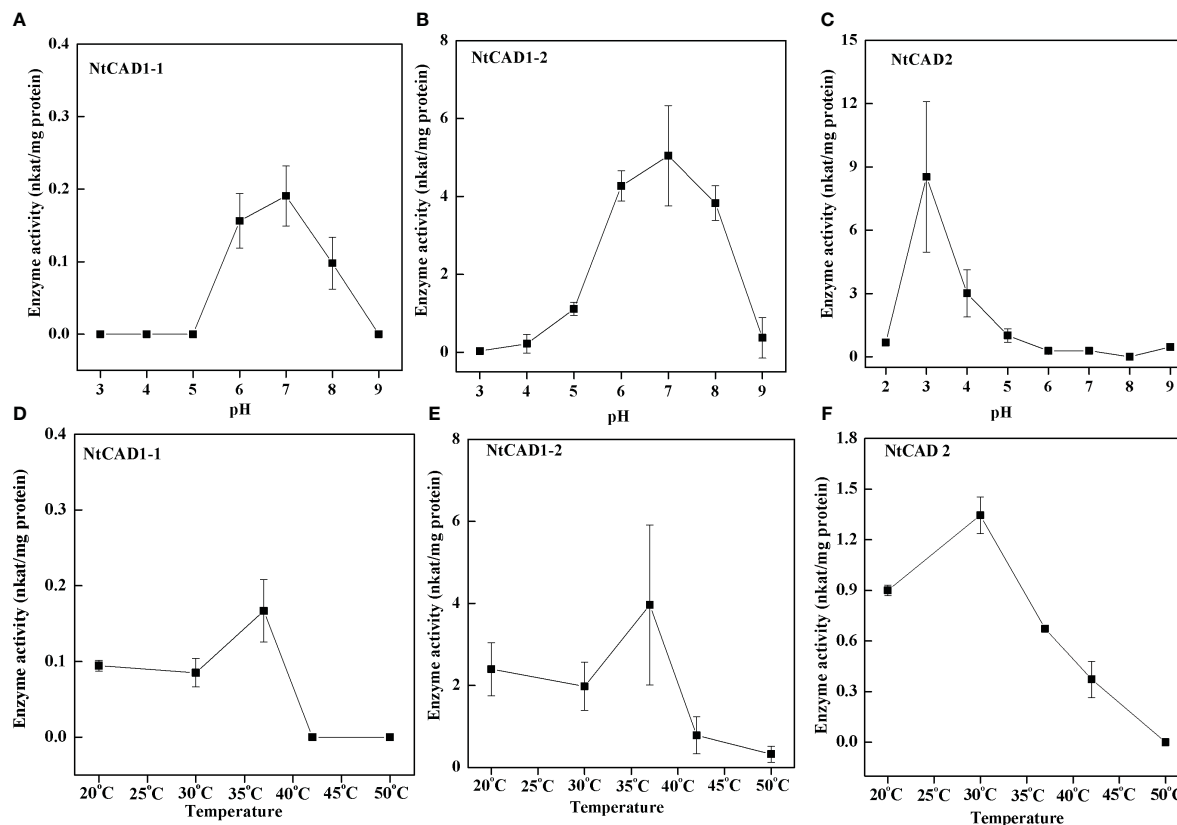 A
Enzyme activity (nkat/mg protein)
0.4
0.3
0.2
0.1
0.0
NtCAD1-1
3 4 5 6 7 8 9
pH
B
Enzyme activity (nkat/mg protein)
8
6
4
2
0
NtCAD1-2
3 4 5 6 7 8 9
pH
C
Enzyme activity (nkat/mg protein)
15
12
9
6
3
0
NtCAD2
2 3 4 5 6 7 8 9
pH
D
Enzyme activity (nkat/mg protein)
0.4
0.3
0.2
0.1
0.0
NtCAD1-1
20°C 25°C 30°C 35°C 40°C 45°C 50°C
Temperature
E
Enzyme activity (nkat/mg protein)
8
6
4
2
0
NtCAD1-2
20°C 25°C 30°C 35°C 40°C 45°C 50°C
Temperature
F
Enzyme activity (nkat/mg protein)
1.8
1.5
1.2
0.9
0.6
0.3
0.0
NtCAD 2
20°C 25°C 30°C 35°C 40°C 45°C 50°C
Temperature